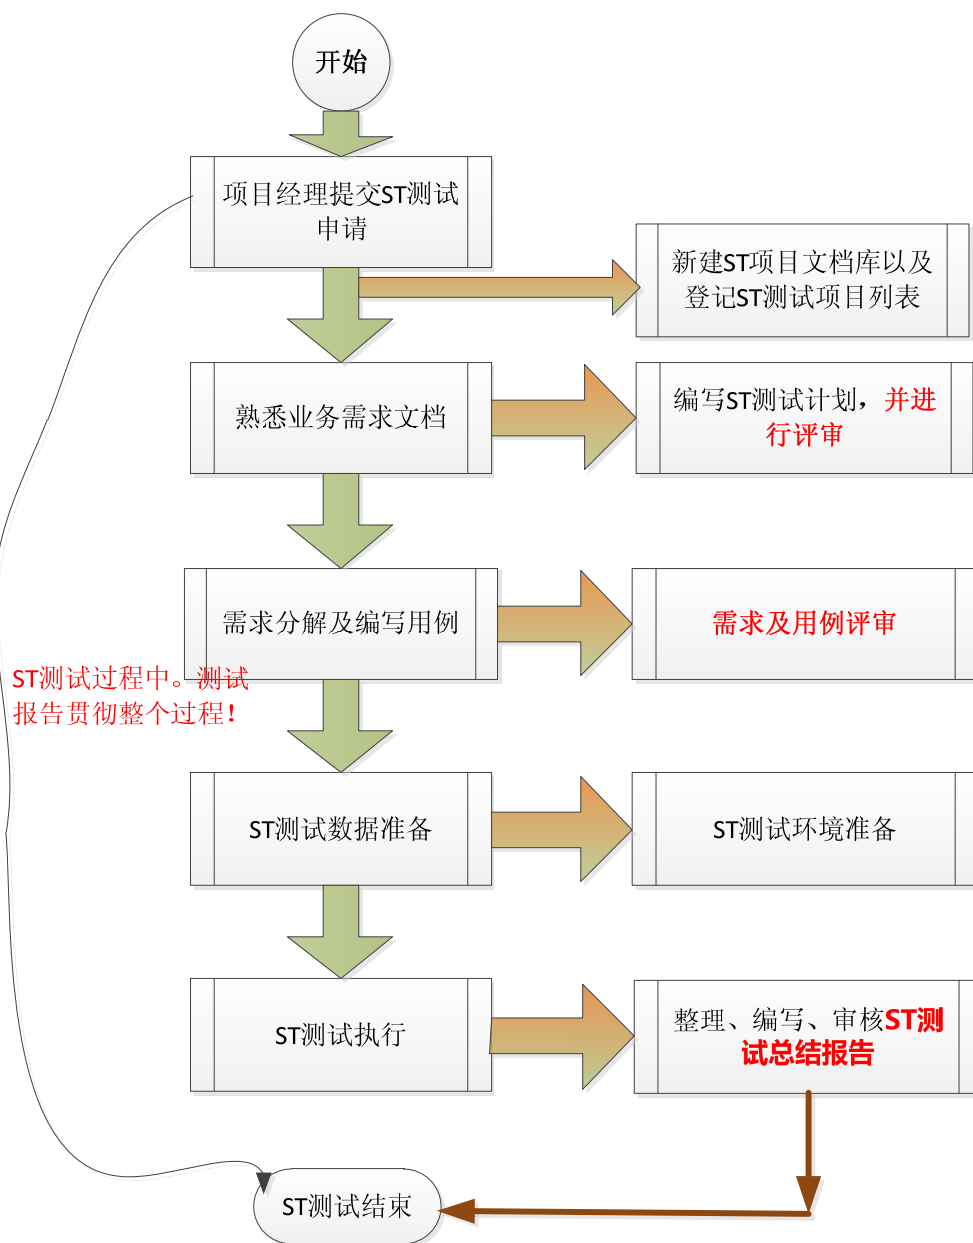 开始
项目经理提交ST测试
申请
新建ST项目文档库以及
登记ST测试项目列表
熟悉业务需求文档
编写ST测试计划，并进
行评审
需求分解及编写用例
需求及用例评审
ST测试过程中。测试
报告贯彻整个过程！
ST测试数据准备
ST测试环境准备
ST测试执行
整理、编写、审核ST测
试总结报告
ST测试结束